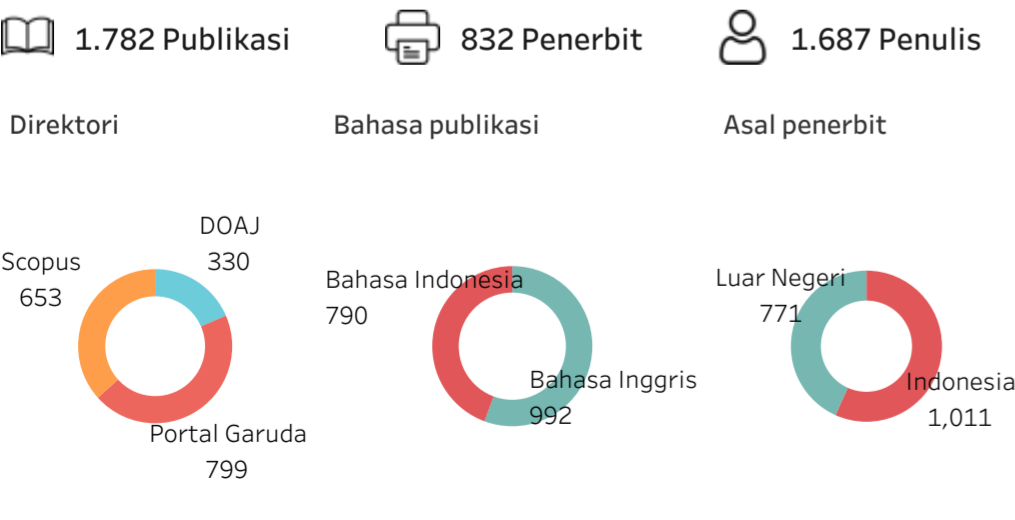 1.782 Publikasi
832 Penerbit
1.687 Penulis
Direktori
Bahasa publikasi
Asal penerbit
DOAJ
330
Scopus
653
Portal Garuda
799
Bahasa Indonesia
790
Bahasa Inggris
992
Luar Negeri
771
Indonesia
1,011